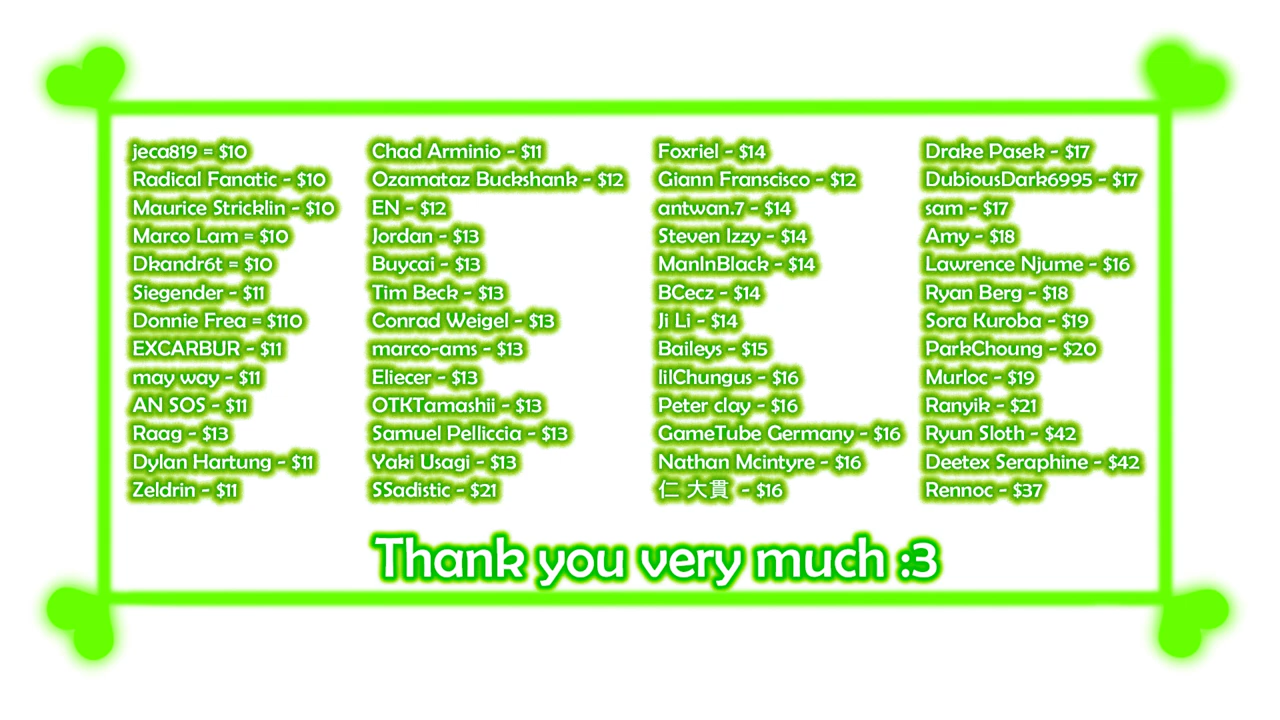 jeca819 = $10
Radical Fanatic - $10
Maurice Stricklin - $10
Marco Lam = $10
Dkandr6t = $10
Siegender - $11
Donnie Frea = $110
EXCARBUR - $11
may way - $11
AN SOS - $11
Raag - $13
Dylan Hartung - $11
Zeldrin - $11
Chad Arminio - $11
Ozamataz Buckshank - $12
EN - $12
Jordan - $13
Buycai - $13
Tim Beck - $13
Conrad Weigel - $13
marco-ams - $13
Eliecer - $13
OTKTamashii - $13
Samuel Pelliccia - $13
Yaki Usagi - $13
SSadistic - $21
Foxriel - $14
Giann Franscisco - $12
antwan.7 - $14
Steven Izzy - $14
ManInBlack - $14
BCecz - $14
Ji Li - $14
Baileys - $15
lilChungus - $16
Peter clay - $16
GameTube Germany - $16
Nathan Mcintyre - $16
仁 大貫 - $16
Drake Pasek - $17
DubiousDark6995 - $17
sam - $17
Amy - $18
Lawrence Njume - $16
Ryan Berg - $18
Sora Kuroba - $19
ParkChoung - $20
Murloc - $19
Ranyik - $21
Ryun Sloth - $42
Deetex Seraphine - $42
Rennoc - $37
Thank you very much :3